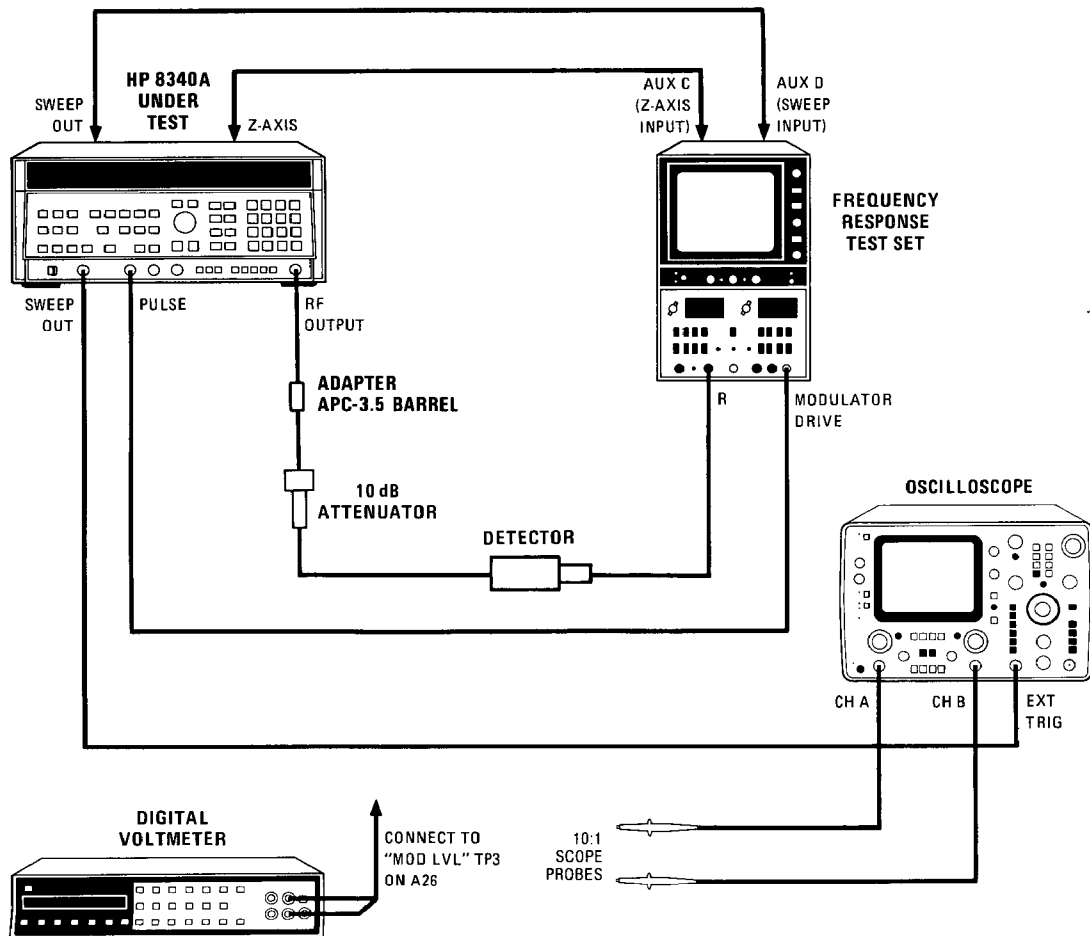 HP 8340A
UNDER
TEST
SWEEP
OUT
Z-AXIS
AUX C
(Z-AXIS
INPUT)
AUX D
(SWEEP
INPUT)
FREQUENCY
RESPONSE
TEST SET
SWEEP
OUT
PULSE
RF
OUTPUT
ADAPTER
APC-3.5 BARREL
R
MODULATOR
DRIVE
10 dB
ATTENUATOR
DETECTOR
OSCILLOSCOPE
CH A
CH B
EXT
TRIG
DIGITAL
VOLTMETER
CONNECT TO
"MOD LVL" TP3
ON A26
10:1
SCOPE
PROBES